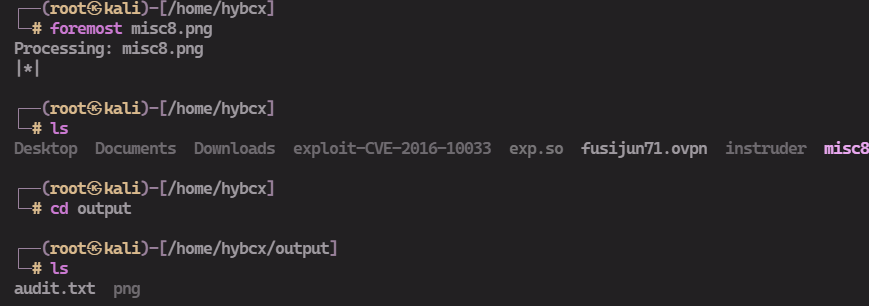 ┌──(root㉿kali)-[/home/hybcx]
└─# foremost misc8.png
Processing: misc8.png
|*|
┌──(root㉿kali)-[/home/hybcx]
└─# ls
Desktop  Documents  Downloads  exploit-CVE-2016-10033  exp.so  fusijun71.ovpn  instruder  misc8
┌──(root㉿kali)-[/home/hybcx]
└─# cd output
┌──(root㉿kali)-[/home/hybcx/output]
└─# ls
audit.txt  png